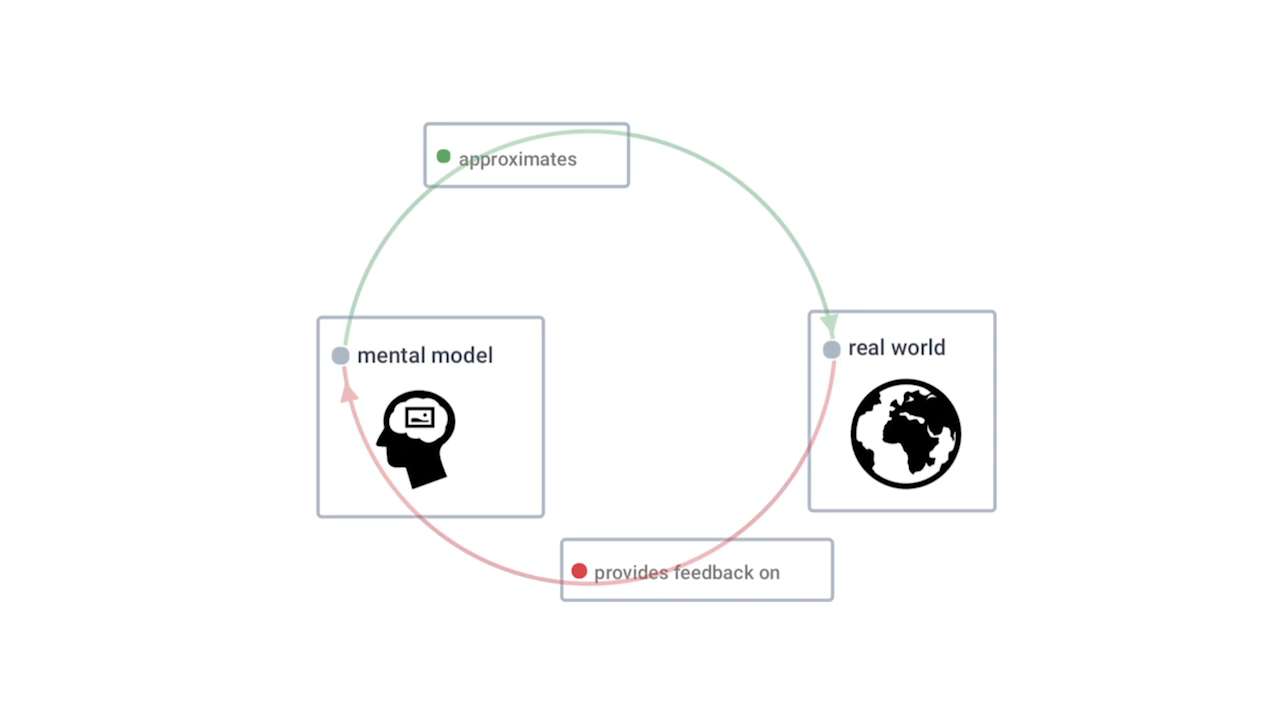 approximates
mental model
real world
provides feedback on